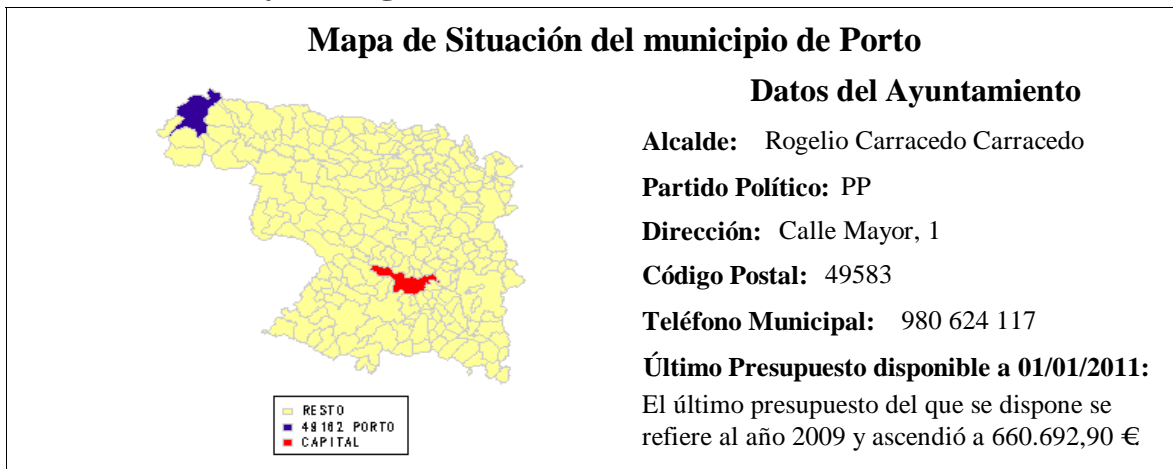 Mapa de Situación del municipio de Porto
Datos del Ayuntamiento
Alcalde: Rogelio Carracedo Carracedo
Partido Político: PP
Dirección: Calle Mayor, 1
Código Postal: 49583
Teléfono Municipal: 980 624 117
Último Presupuesto disponible a 01/01/2011:
El último presupuesto del que se dispone se
refiere al año 2009 y ascendió a 660.692,90 €
RESTO
49162 PORTO
CAPITAL